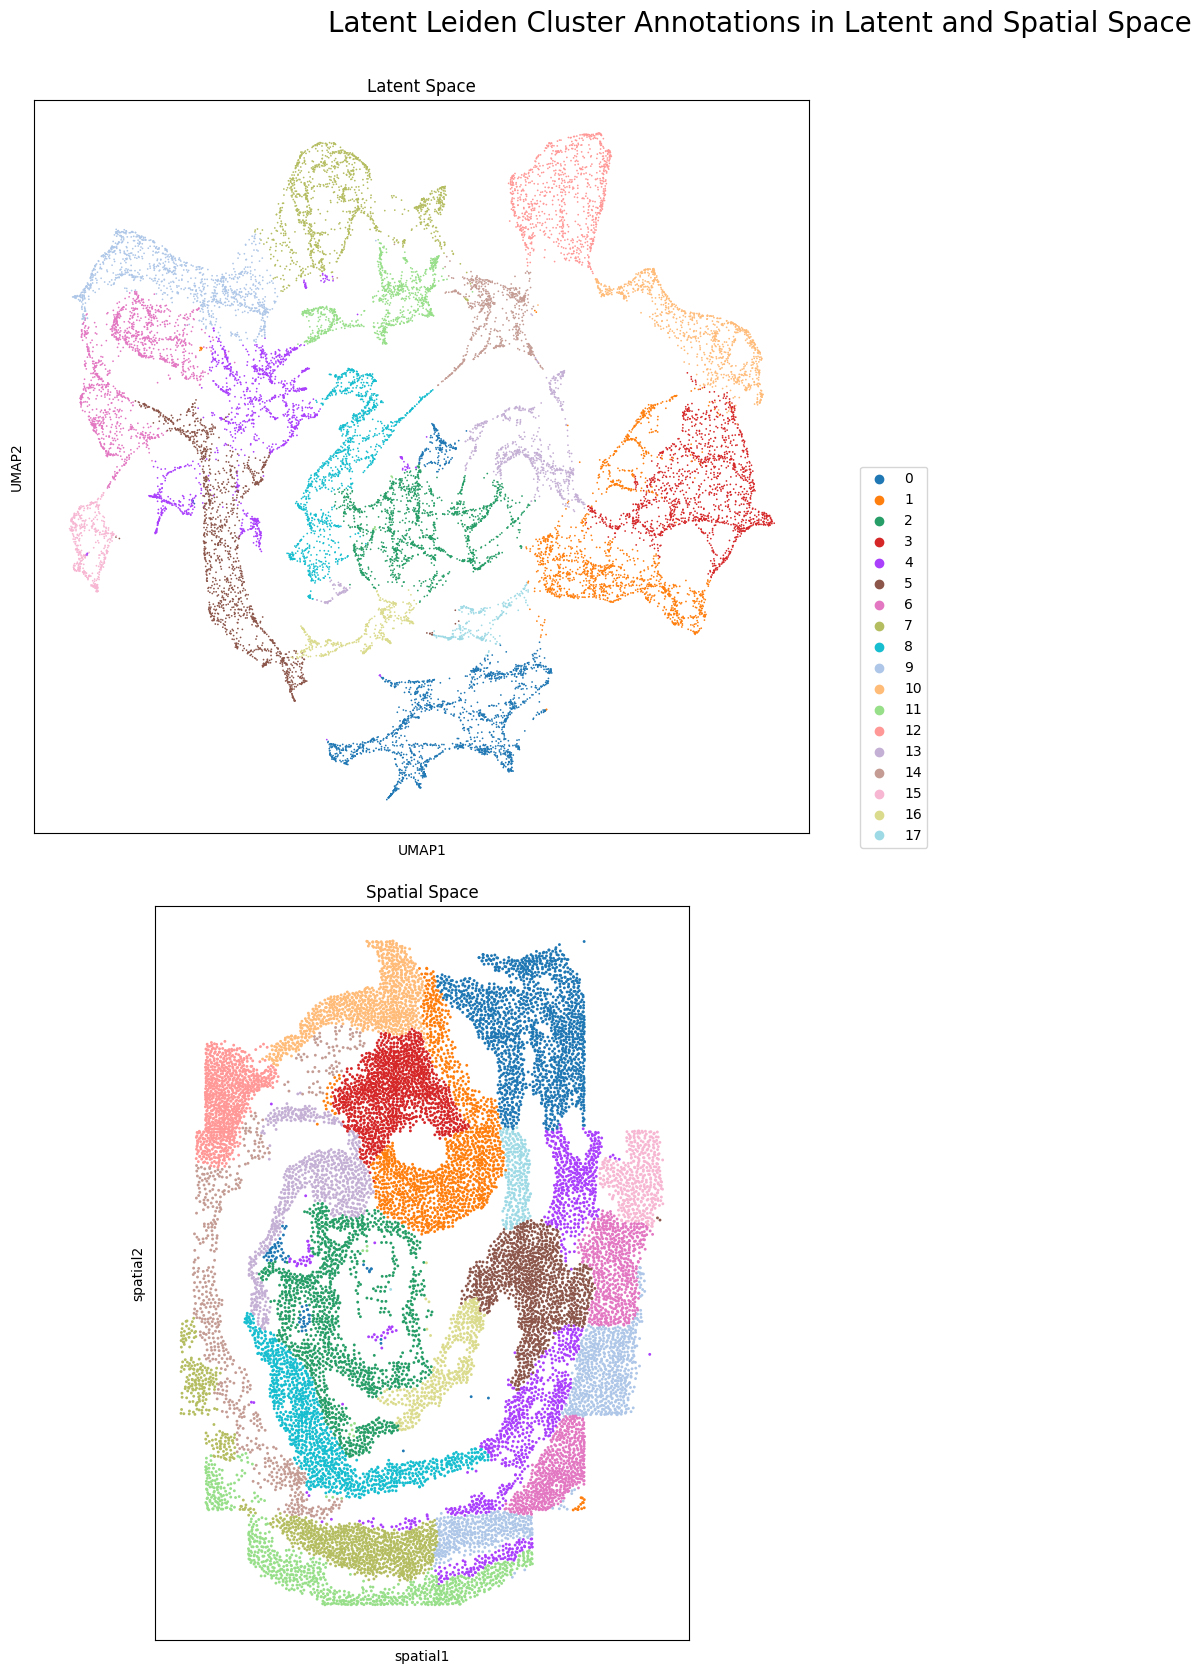 Latent Leiden Cluster Annotations in Latent and Spatial Space
Latent Space
UMAP2
UMAP1
0
1
2
3
4
5
6
7
8
9
10
11
12
13
14
15
16
17
Spatial Space
spatial2
spatial1